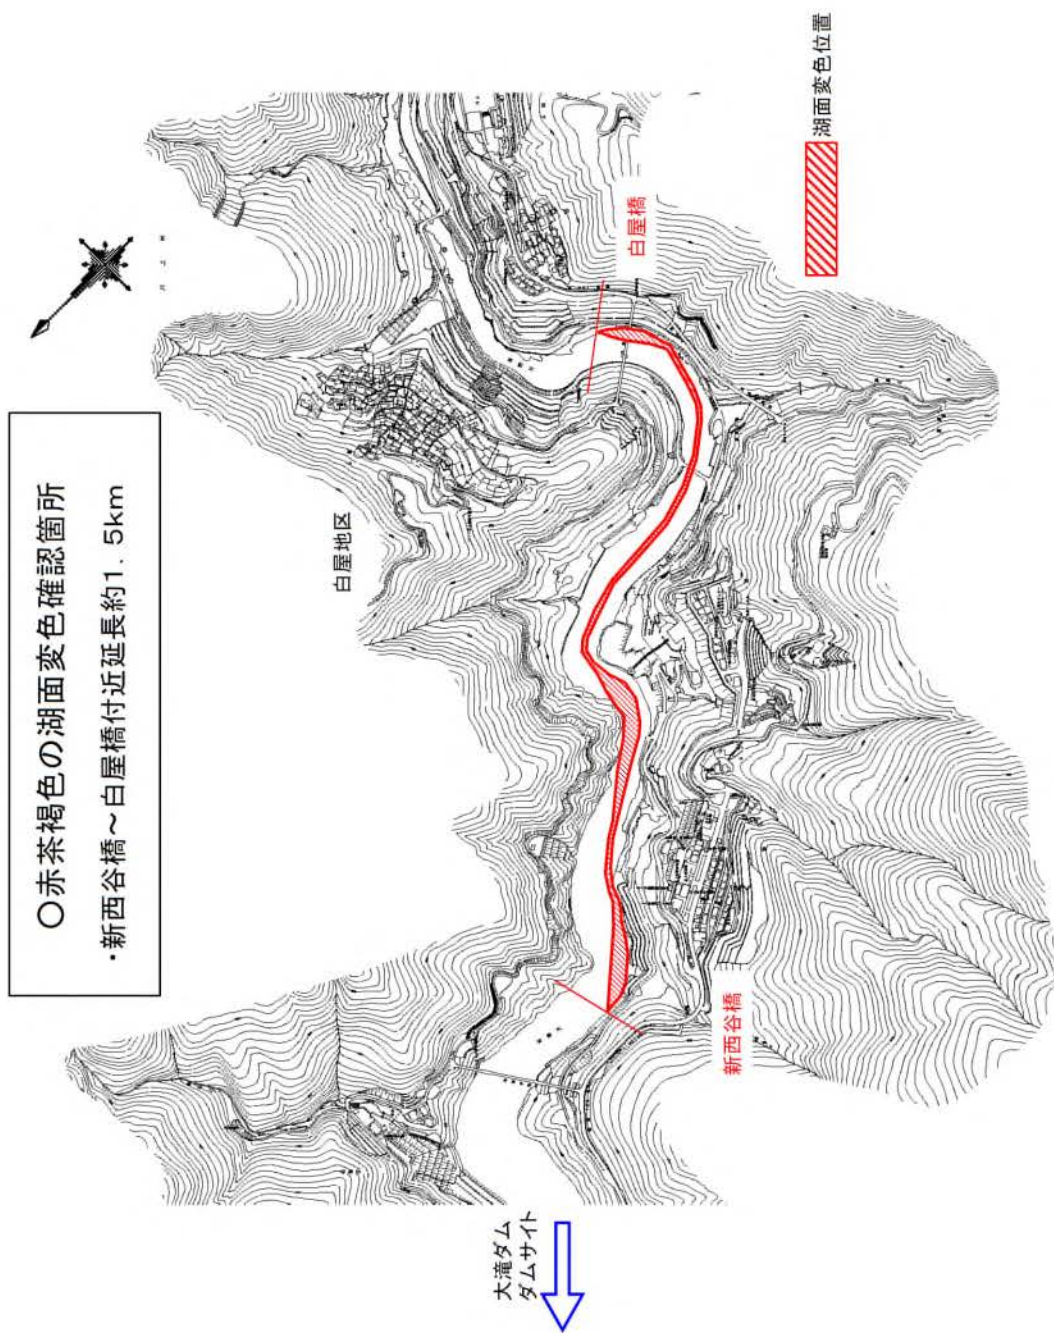 ○赤茶褐色の湖面変色確認箇所
・新西谷橋～白屋橋付近延長約1.5km
白屋地区
白屋橋
湖面変色位置
新西谷橋
大滝ダム
ダムサイト